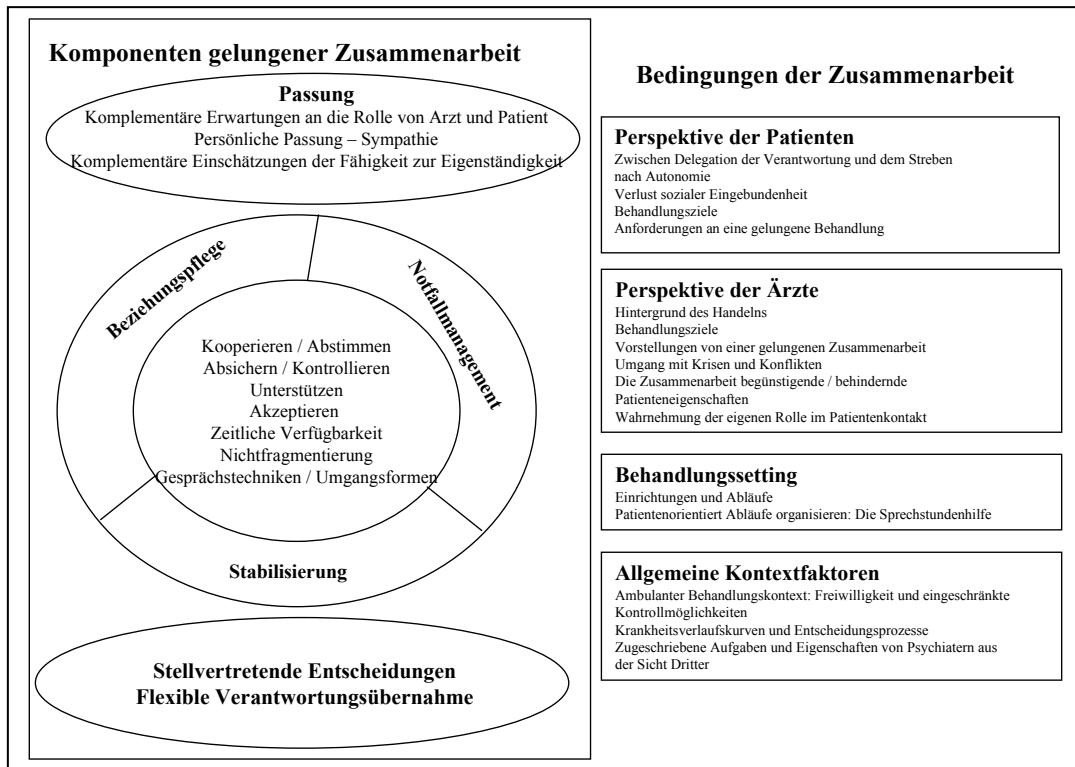 Komponenten gelungener Zusammenarbeit
Passung
Komplementäre Erwartungen an die Rolle von Arzt und Patient
Persönliche Passung – Sympathie
Komplementäre Einschätzungen der Fähigkeit zur Eigenständigkeit
Beziehungspflege
Notfallmanagement
Kooperieren / Abstimmen
Absichern / Kontrollieren
Unterstützen
Akzeptieren
Zeitliche Verfügbarkeit
Nichtfragmentierung
Gesprächstechniken / Umgangsformen
Stabilisierung
Stellvertretende Entscheidungen
Flexible Verantwortungsübernahme
Bedingungen der Zusammenarbeit
Perspektive der Patienten
Zwischen Delegation der Verantwortung und dem Streben
nach Autonomie
Verlust sozialer Eingebundenheit
Behandlungsziele
Anforderungen an eine gelungene Behandlung
Perspektive der Ärzte
Hintergrund des Handelns
Behandlungsziele
Vorstellungen von einer gelungenen Zusammenarbeit
Umgang mit Krisen und Konflikten
Die Zusammenarbeit begünstigende / behindernde
Patienteneigenschaften
Wahrnehmung der eigenen Rolle im Patientenkontakt
Behandlungssetting
Einrichtungen und Abläufe
Patientenorientiert Abläufe organisieren: Die Sprechstundenhilfe
Allgemeine Kontextfaktoren
Ambulanter Behandlungskontext: Freiwilligkeit und eingeschränkte
Kontrollmöglichkeiten
Krankheitsverlaufskurven und Entscheidungsprozesse
Zugeschriebene Aufgaben und Eigenschaften von Psychiatern aus
der Sicht Dritter